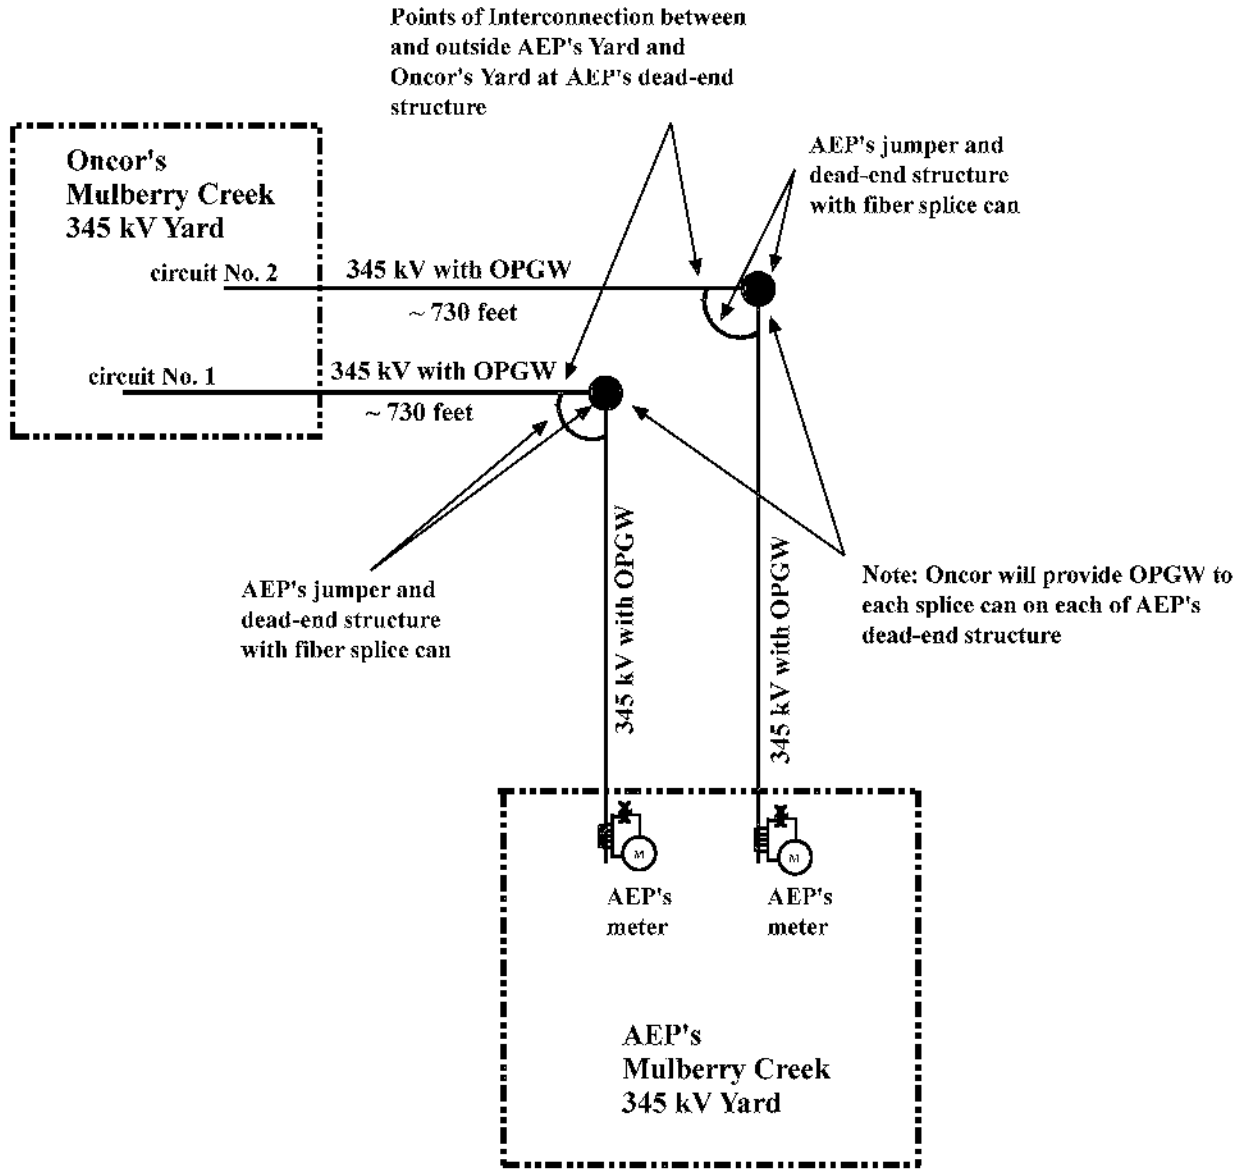 Points of Interconnection between
and outside AEP's Yard and
Oncor's Yard at AEP's dead-end
structure
AEP's jumper and
dead-end structure
with fiber splice can
Oncor's
Mulberry Creek
345 kV Yard
circuit No. 2
345 kV with OPGW
~ 730 feet
circuit No. 1
345 kV with OPGW
~ 730 feet
AEP's jumper and
dead-end structure
with fiber splice can
345 kV with OPGW
345 kV with OPGW
Note: Oncor will provide OPGW to
each splice can on each of AEP's
dead-end structure
M
M
AEP's
meter
AEP's
meter
AEP's
Mulberry Creek
345 kV Yard